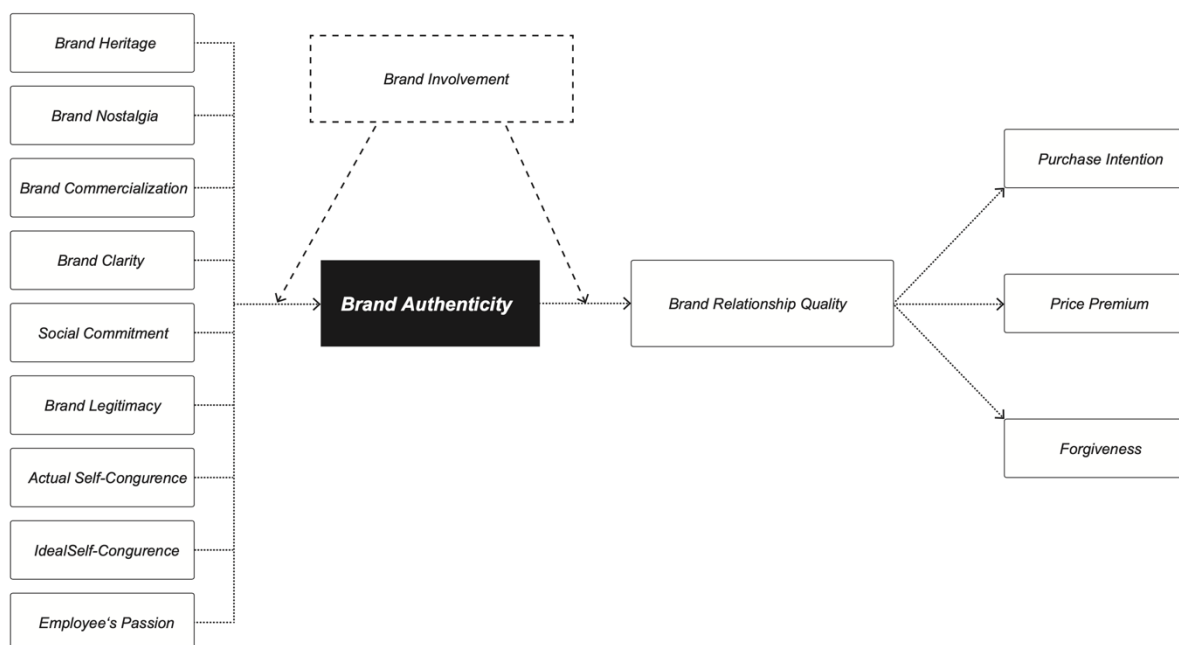 Brand Heritage
Brand Nostalgia
Brand Commercialization
Brand Clarity
Social Commitment
Brand Legitimacy
Actual Self-Congurence
IdealSelf-Congurence
Employee‘s Passion
Brand Involvement
Brand Authenticity
Brand Relationship Quality
Purchase Intention
Price Premium
Forgiveness